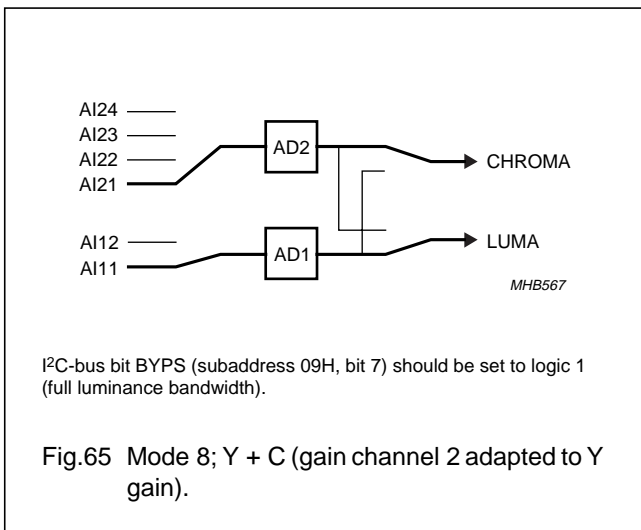 AI24
AI23
AI22
AI21
AD2
CHROMA
AI12
AI11
AD1
LUMA
MHB567
I²C-bus bit BYPS (subaddress 09H, bit 7) should be set to logic 1
(full luminance bandwidth).
Fig.65 Mode 8; Y + C (gain channel 2 adapted to Y
gain).